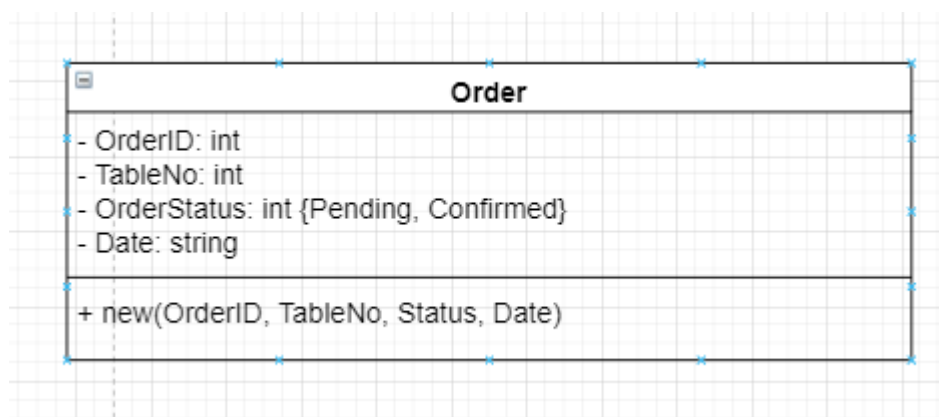 Order
- OrderID: int
- TableNo: int
- OrderStatus: int {Pending, Confirmed}
- Date: string
+ new(OrderID, TableNo, Status, Date)